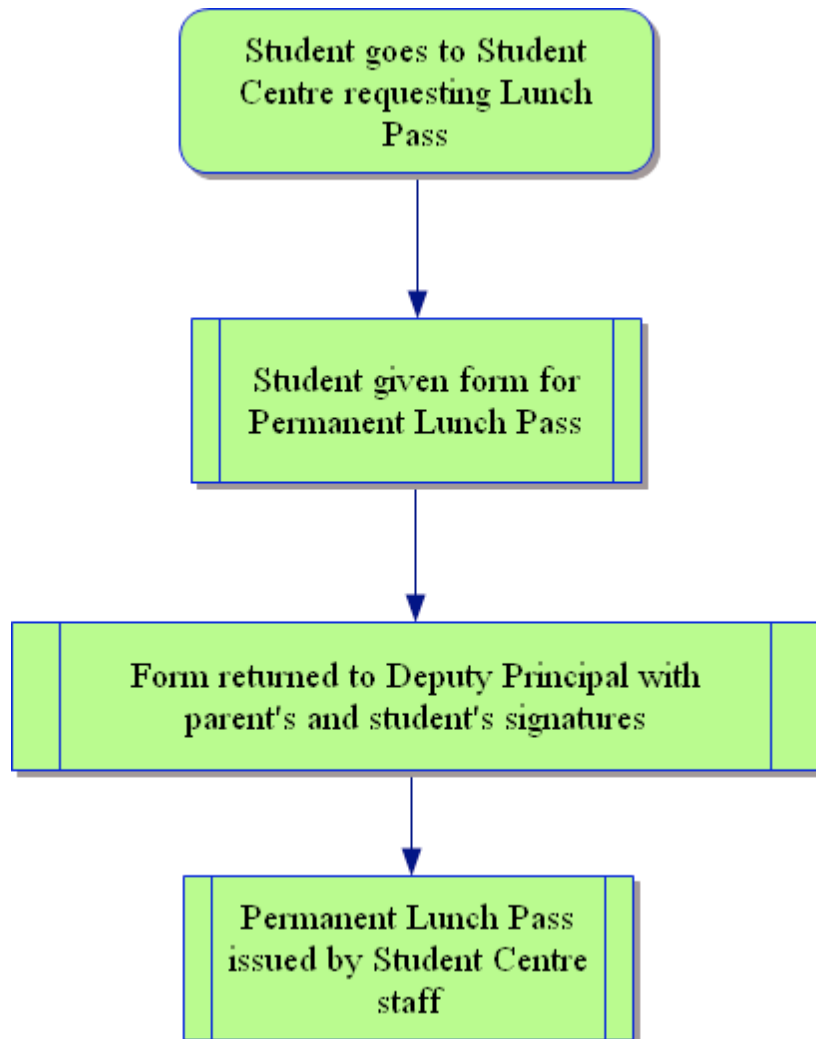 Student goes to Student
Centre requesting Lunch
Pass
Student given form for
Permanent Lunch Pass
Form returned to Deputy Principal with
parent's and student's signatures
Permanent Lunch Pass
issued by Student Centre
staff